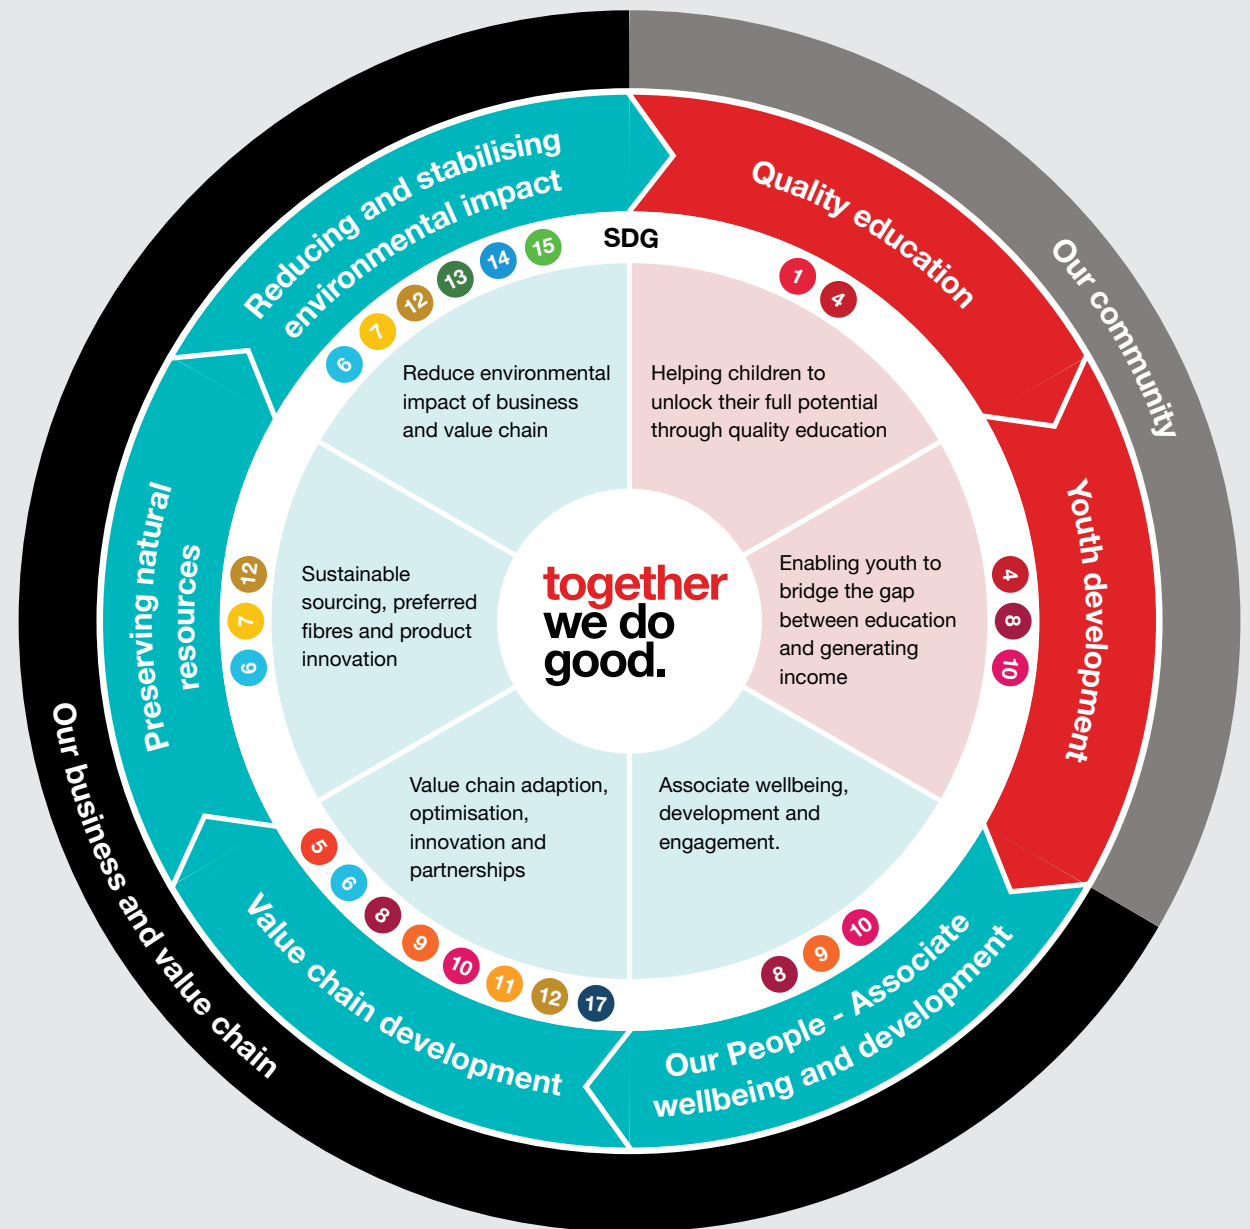 Our business and value chain
Our community
Reducing and stabilising
environmental impact
Quality education
Youth development
Our People - Associate
wellbeing and development
Value chain development
Preserving natural
resources
SDG
1
4
4
8
10
10
9
8
17
12
11
10
9
8
6
5
6
7
12
6
7
12
13
14
15
Reduce environmental
impact of business
and value chain
Helping children to
unlock their full potential
through quality education
Enabling youth to
bridge the gap
between education
and generating
income
Associate wellbeing,
development and
engagement.
Value chain adaption,
optimisation,
innovation and
partnerships
Sustainable
sourcing, preferred
fibres and product
innovation
together
we do
good.